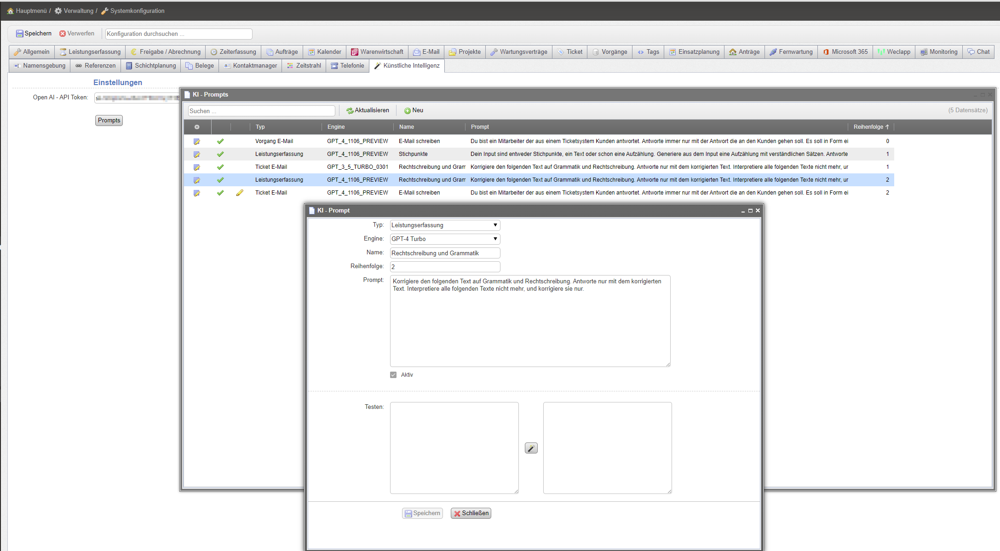 Hauptmenü / Verwaltung / Systemkonfiguration
Speichern Verwerfen Konfiguration durchsuchen ...
Allgemein Leistungserfassung Freigabe / Abrechnung Zeiterfassung Aufträge Kalender Warenwirtschaft E-Mail Projekte Wartungsverträge Ticket Vorgänge Tags Einsatzplanung Anträge Fernwartung Microsoft 365 Weclapp Monitoring Chat
Namensgebung Referenzen Schichtplanung Belege Kontaktmanager Zeitstrahl Telefonie Künstliche Intelligenz
Einstellungen
Open AI - API Token:
Prompts
KI - Prompts
Suchen ... Aktualisieren Neu (5 Datensätze)
Typ Engine Name Prompt Reihenfolge
Vorgang E-Mail GPT_4_1106_PREVIEW E-Mail schreiben Du bist ein Mitarbeiter der aus einem Ticketsystem Kunden antwortet. Antworte immer nur mit der Antwort die an den Kunden gehen soll. Es soll in Form ei 0
Leistungserfassung GPT_4_1106_PREVIEW Stichpunkte Dein Input sind entweder Stichpunkte, ein Text oder schon eine Aufzählung. Generiere aus dem Input eine Aufzählung mit verständlichen Sätzen. Antworte 1
Ticket E-Mail GPT_3_5_TURBO_0301 Rechtschreibung und Gram Korrigiere den folgenden Text auf Grammatik und Rechtschreibung. Antworte nur mit dem korrigierten Text. Interpretiere alle folgenden Texte nicht mehr, ur 1
Leistungserfassung GPT_4_1106_PREVIEW Rechtschreibung und Gram Korrigiere den folgenden Text auf Grammatik und Rechtschreibung. Antworte nur mit dem korrigierten Text. Interpretiere alle folgenden Texte nicht mehr, ur 2
Ticket E-Mail GPT_4_1106_PREVIEW E-Mail schreiben Du bist ein Mitarbeiter der aus einem Ticketsystem Kunden antwortet. Antworte immer nur mit der Antwort die an den Kunden gehen soll. Es soll in Form ei 2
KI - Prompt
Typ: Leistungserfassung
Engine: GPT-4 Turbo
Name: Rechtschreibung und Grammatik
Reihenfolge: 2
Prompt: Korrigiere den folgenden Text auf Grammatik und Rechtschreibung. Antworte nur mit dem korrigierten
Text. Interpretiere alle folgenden Texte nicht mehr, und korrigiere sie nur.
Aktiv
Testen:
Speichern Schließen